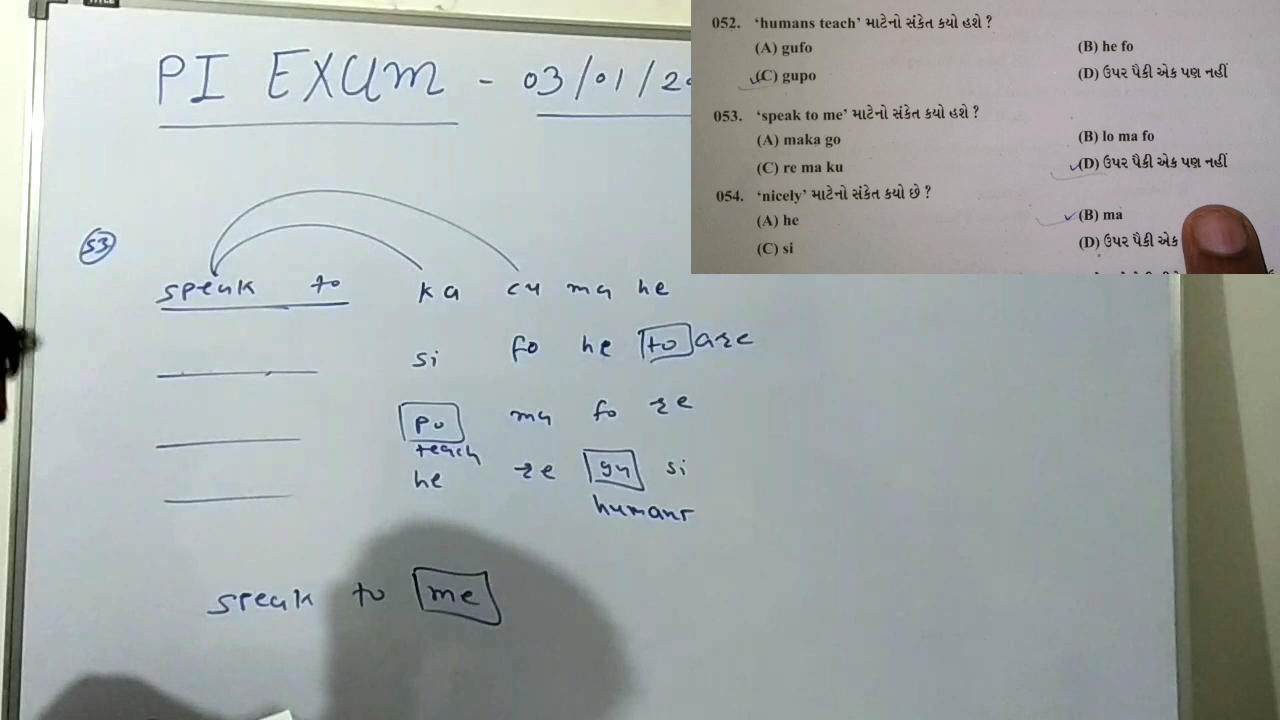 PI EXAM - 03/01/20
53
speak to ka cu ma he
si fo he to are
po ma fo re
teach
he re gu si
humans
speak to me
052. ‘humans teach’ માટેનો સંકેત કયો હશે ?
(A) gufo (B) he fo
(C) gupo (D) ઉપર પૈકી એક પણ નહીં
053. ‘speak to me’ માટેનો સંકેત કયો હશે ?
(A) maka go (B) lo ma fo
(C) re ma ku (D) ઉપર પૈકી એક પણ નહીં
054. ‘nicely’ માટેનો સંકેત કયો છે ?
(A) he (B) ma
(C) si (D) ઉપર પૈકી એક